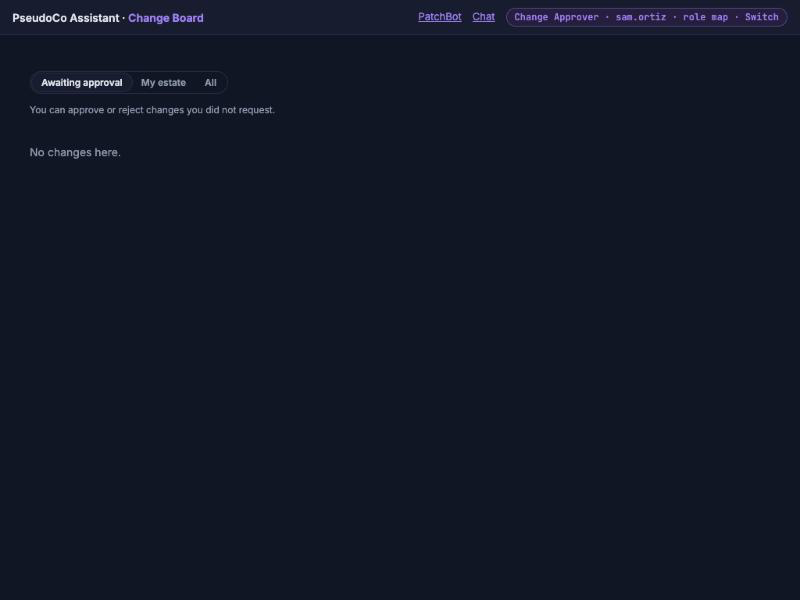 PseudoCo Assistant · Change Board
PatchBot Chat Change Approver · sam.ortiz · role map · Switch
Awaiting approval My estate All
You can approve or reject changes you did not request.
No changes here.